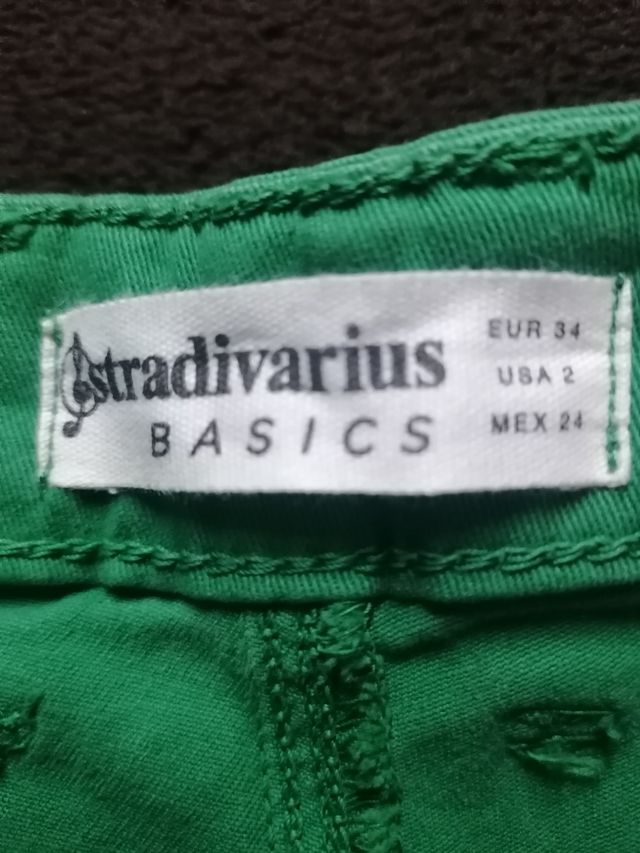 stradivarius
BASICS
EUR 34
USA 2
MEX 24